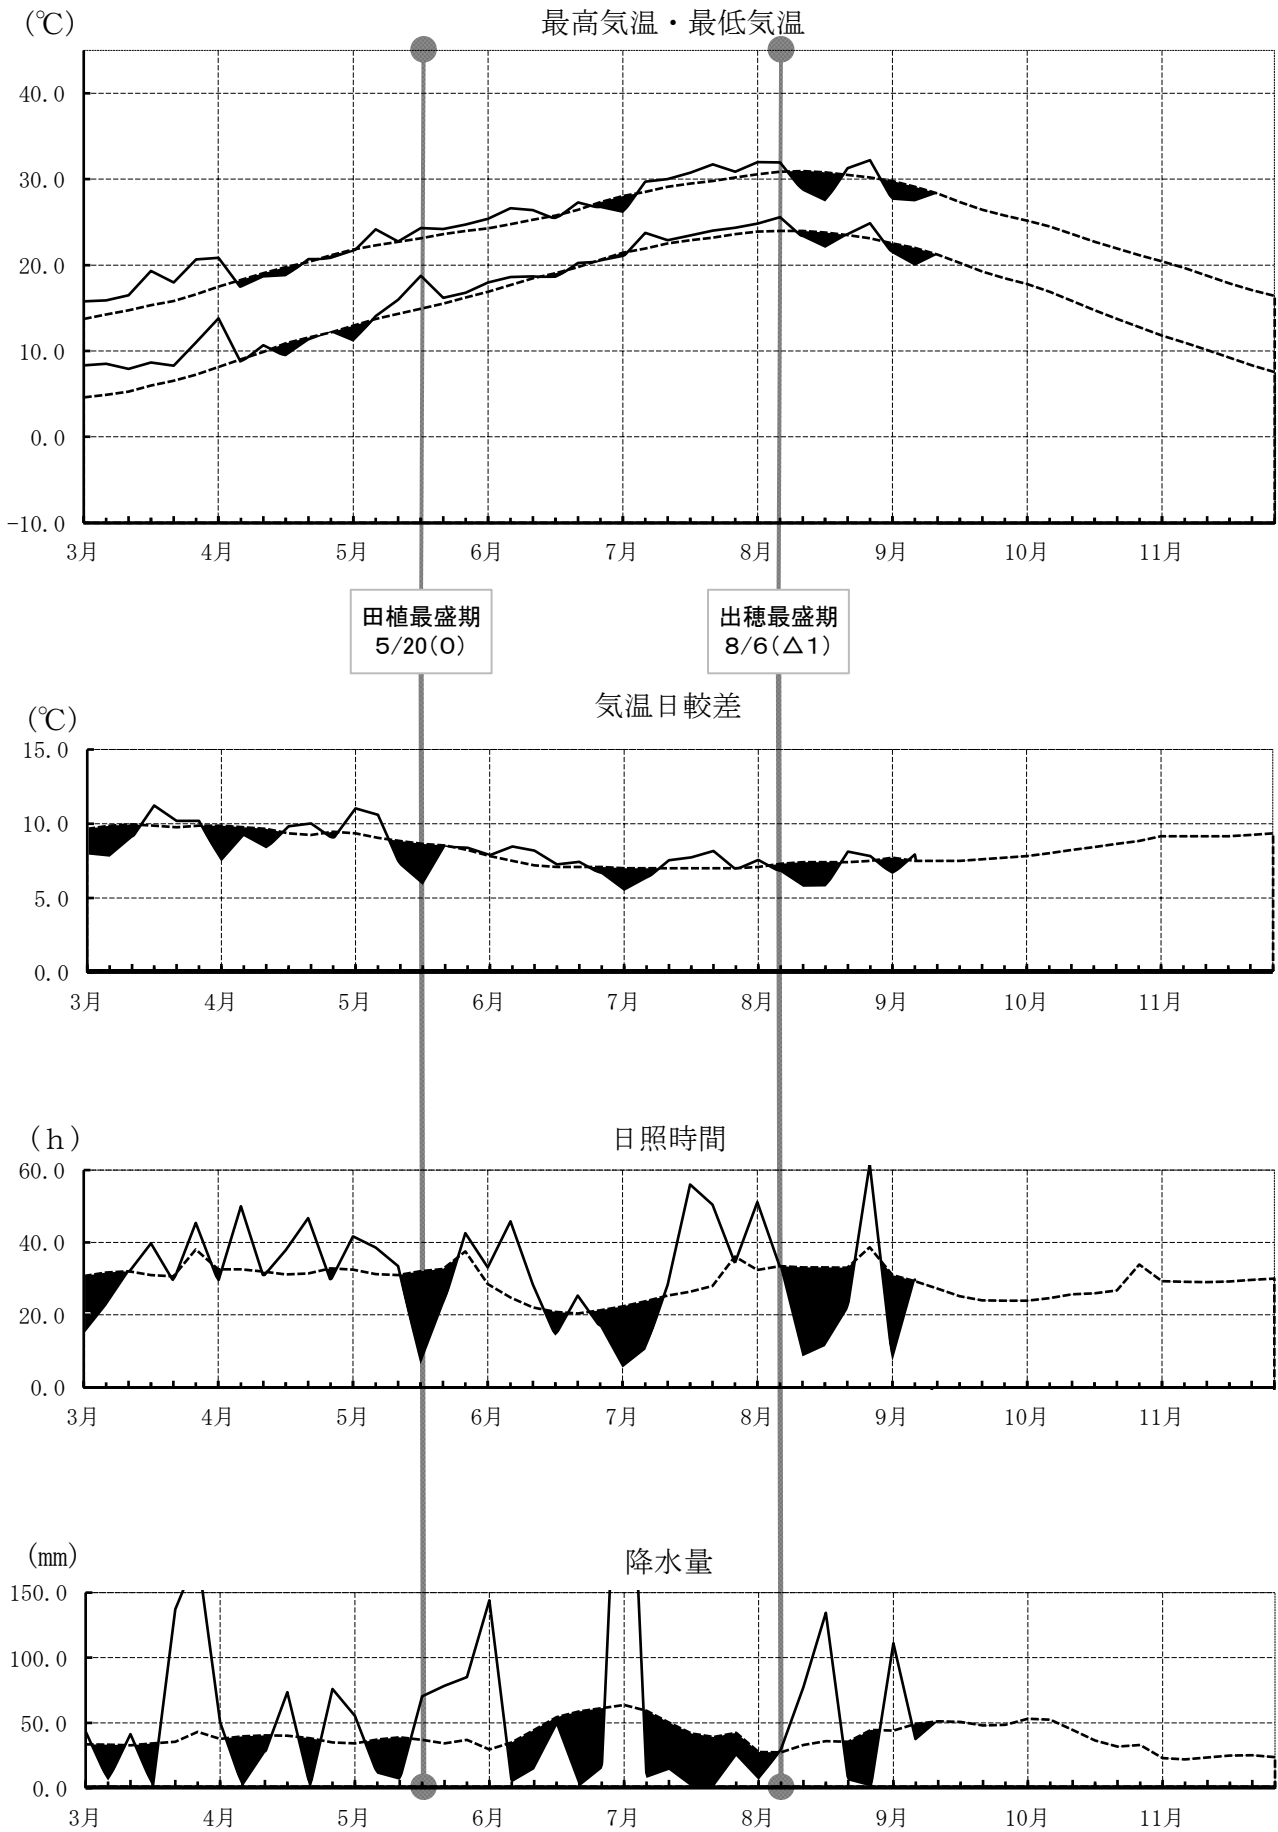 最高気温・最低気温
(℃)
40.0
30.0
20.0
10.0
0.0
-10.0
3月 4月 5月 6月 7月 8月 9月 10月 11月
田植最盛期
5/20(0)
出穂最盛期
8/6(△1)
気温日較差
(℃)
15.0
10.0
5.0
0.0
3月 4月 5月 6月 7月 8月 9月 10月 11月
日照時間
(h)
60.0
40.0
20.0
0.0
3月 4月 5月 6月 7月 8月 9月 10月 11月
降水量
(mm)
150.0
100.0
50.0
0.0
3月 4月 5月 6月 7月 8月 9月 10月 11月